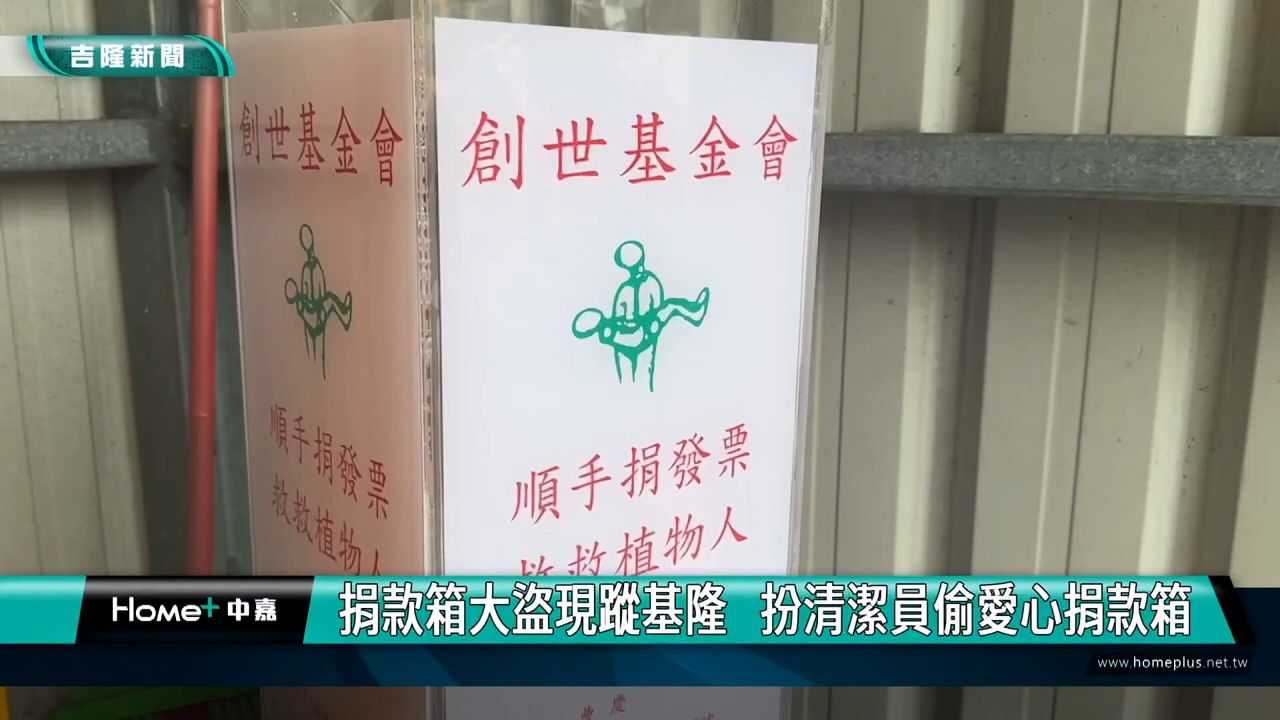 吉隆新聞
創世基金會
順手捐發票
救救植物人
創世基金會
順手捐發票
救救植物人
Home+ 中嘉
捐款箱大盜現蹤基隆 扮清潔員偷愛心捐款箱
www.homeplus.net.tw